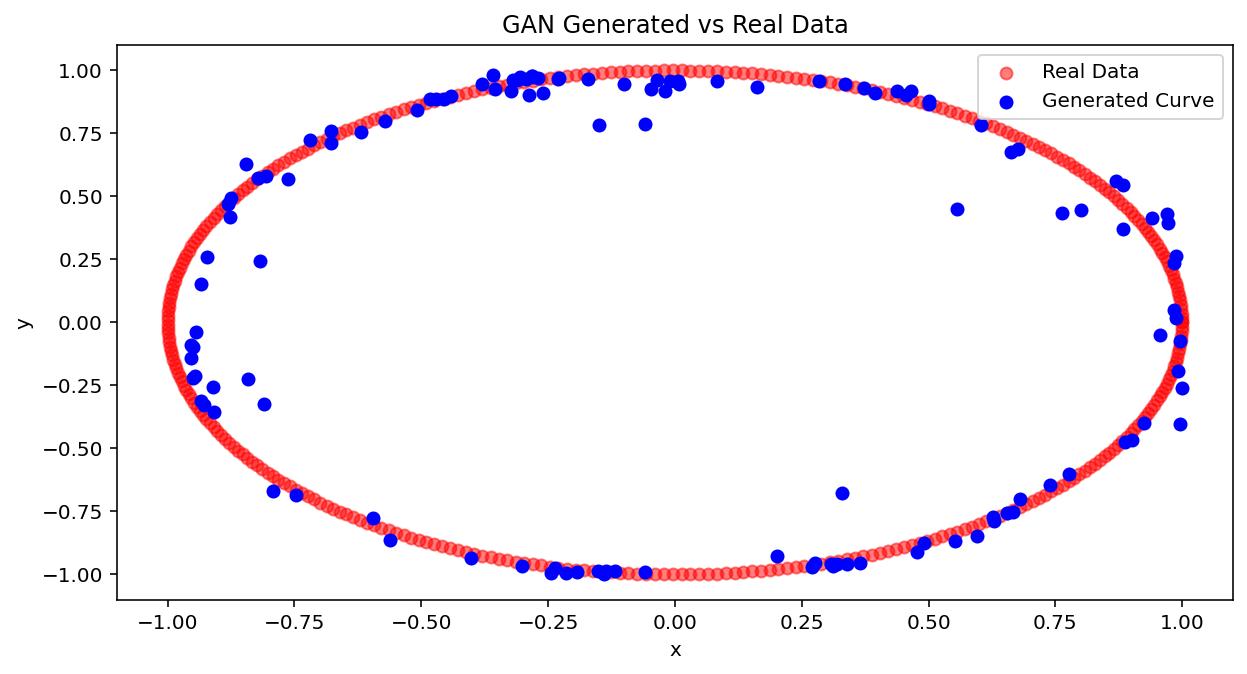 GAN Generated vs Real Data
Real Data
Generated Curve
1.00
0.75
0.50
0.25
0.00
−0.25
−0.50
−0.75
−1.00
y
−1.00 −0.75 −0.50 −0.25 0.00 0.25 0.50 0.75 1.00
x